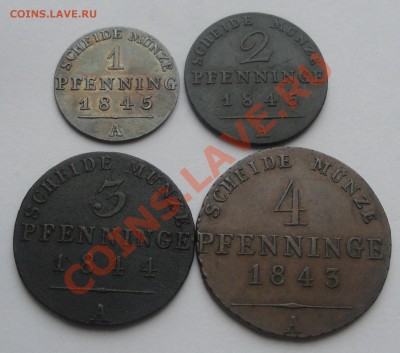 COINS.LAVE.RU
SCHEIDE MÜNZE
1
PFENNING
1845
A
SCHEIDE MÜNZE
2
PFENNINGE
1845
A
SCHEIDE MÜNZE
3
PFENNINGE
1844
A
SCHEIDE MÜNZE
4
PFENNINGE
1843
A
COINS.LAVE.RU